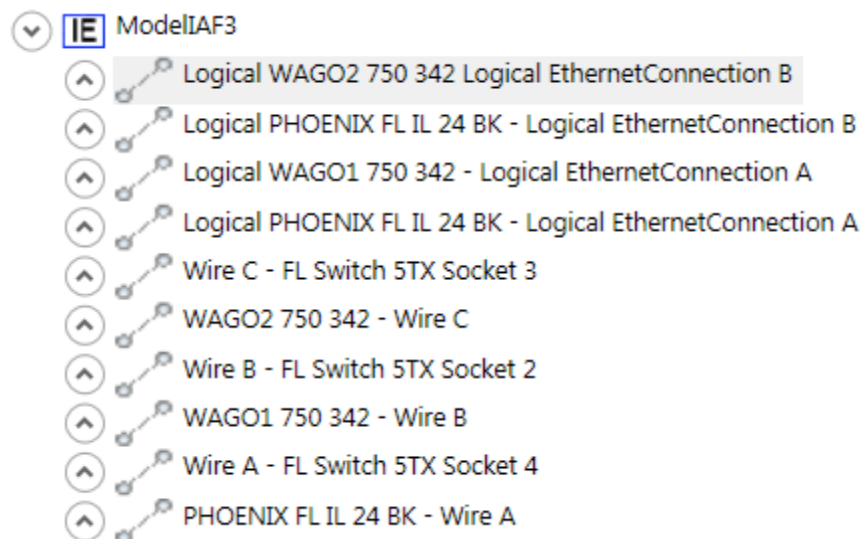 IE ModelIAF3
Logical WAGO2 750 342 Logical EthernetConnection B
Logical PHOENIX FL IL 24 BK - Logical EthernetConnection B
Logical WAGO1 750 342 - Logical EthernetConnection A
Logical PHOENIX FL IL 24 BK - Logical EthernetConnection A
Wire C - FL Switch 5TX Socket 3
WAGO2 750 342 - Wire C
Wire B - FL Switch 5TX Socket 2
WAGO1 750 342 - Wire B
Wire A - FL Switch 5TX Socket 4
PHOENIX FL IL 24 BK - Wire A